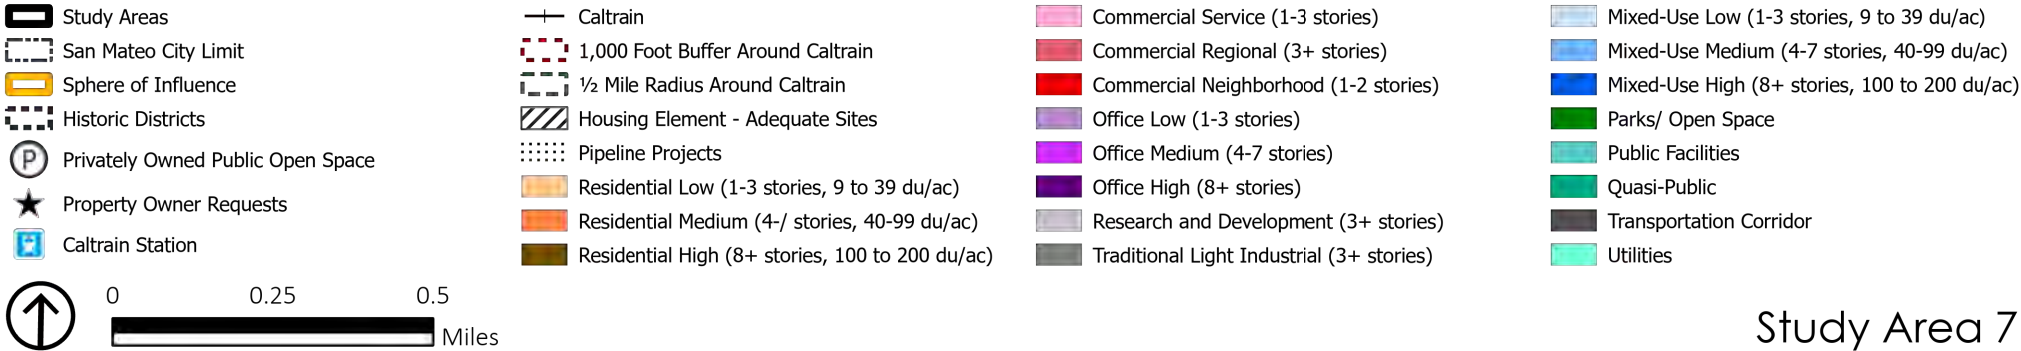 Study Areas
San Mateo City Limit
Sphere of Influence
Historic Districts
P
Privately Owned Public Open Space
Property Owner Requests
Caltrain Station
Caltrain
1,000 Foot Buffer Around Caltrain
½ Mile Radius Around Caltrain
Housing Element - Adequate Sites
Pipeline Projects
Residential Low (1-3 stories, 9 to 39 du/ac)
Residential Medium (4-/ stories, 40-99 du/ac)
Residential High (8+ stories, 100 to 200 du/ac)
Commercial Service (1-3 stories)
Commercial Regional (3+ stories)
Commercial Neighborhood (1-2 stories)
Office Low (1-3 stories)
Office Medium (4-7 stories)
Office High (8+ stories)
Research and Development (3+ stories)
Traditional Light Industrial (3+ stories)
Mixed-Use Low (1-3 stories, 9 to 39 du/ac)
Mixed-Use Medium (4-7 stories, 40-99 du/ac)
Mixed-Use High (8+ stories, 100 to 200 du/ac)
Parks/ Open Space
Public Facilities
Quasi-Public
Transportation Corridor
Utilities
0 0.25 0.5
Miles
Study Area 7